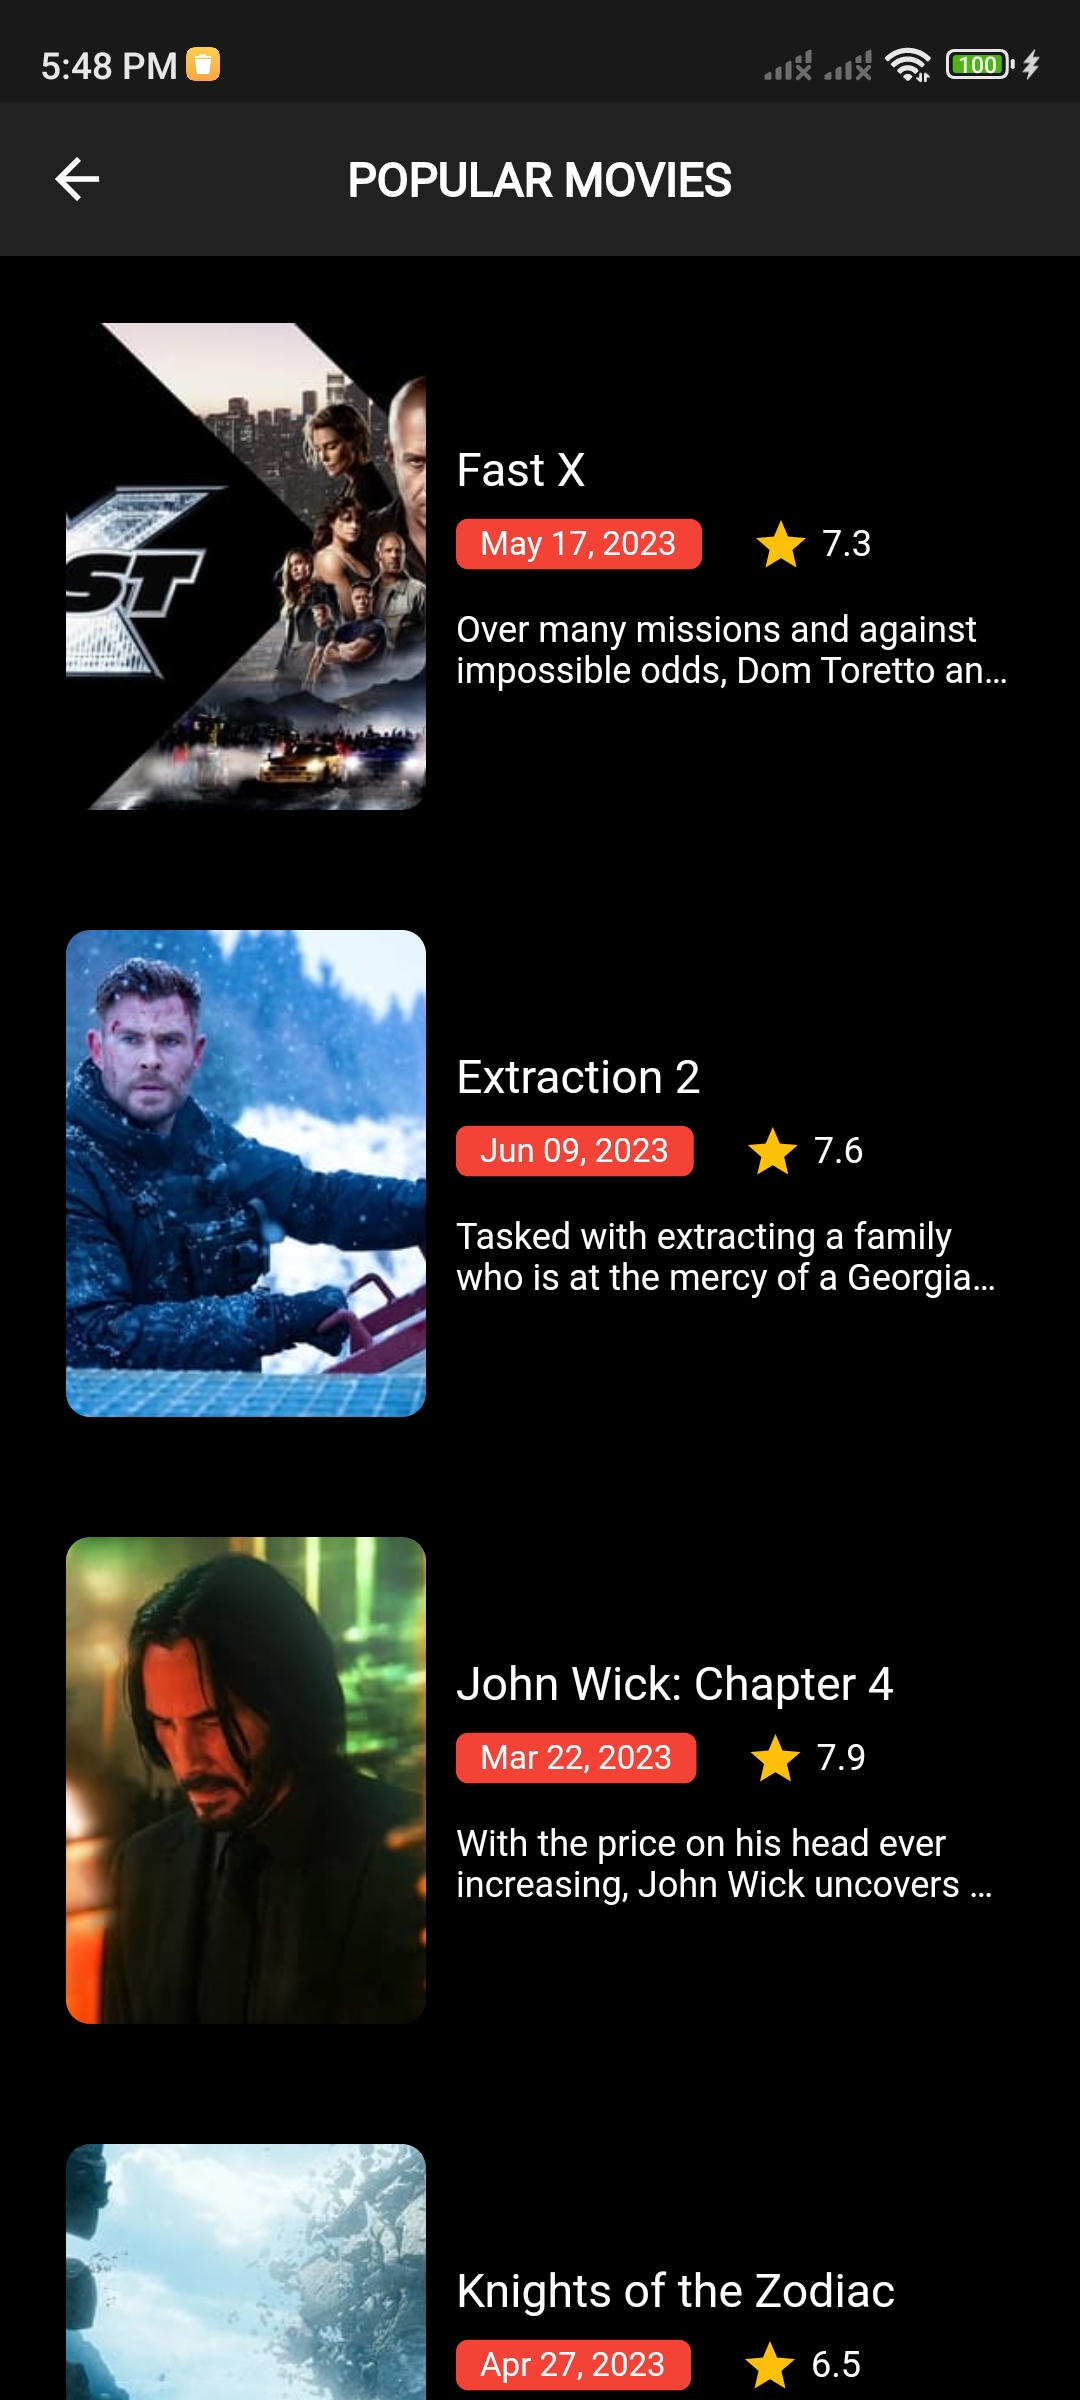 5:48 PM
100
POPULAR MOVIES
ST
Fast X
May 17, 2023
7.3
Over many missions and against
impossible odds, Dom Toretto an...
Extraction 2
Jun 09, 2023
7.6
Tasked with extracting a family
who is at the mercy of a Georgia...
John Wick: Chapter 4
Mar 22, 2023
7.9
With the price on his head ever
increasing, John Wick uncovers ...
Knights of the Zodiac
Apr 27, 2023
6.5